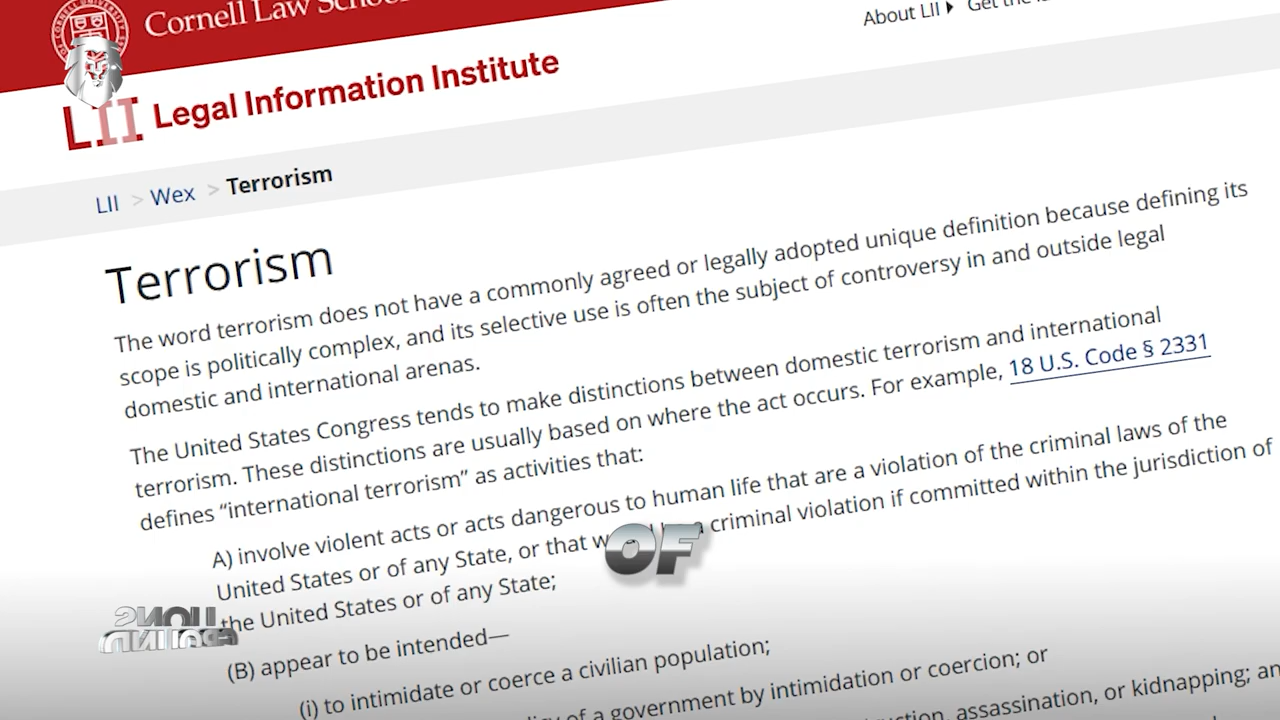 Cornell Law School
About LII
Get the
LII Legal Information Institute
LII > Wex > Terrorism
Terrorism
The word terrorism does not have a commonly agreed or legally adopted unique definition because defining its
scope is politically complex, and its selective use is often the subject of controversy in and outside legal
domestic and international arenas.
The United States Congress tends to make distinctions between domestic terrorism and international
terrorism. These distinctions are usually based on where the act occurs. For example, 18 U.S. Code § 2331
defines “international terrorism” as activities that:
A) involve violent acts or acts dangerous to human life that are a violation of the criminal laws of the
United States or of any State, or that criminal violation if committed within the jurisdiction of
the United States or of any State;
OF
(B) appear to be intended—
(i) to intimidate or coerce a civilian population;
of a government by intimidation or coercion; or
assassination, or kidnapping; and